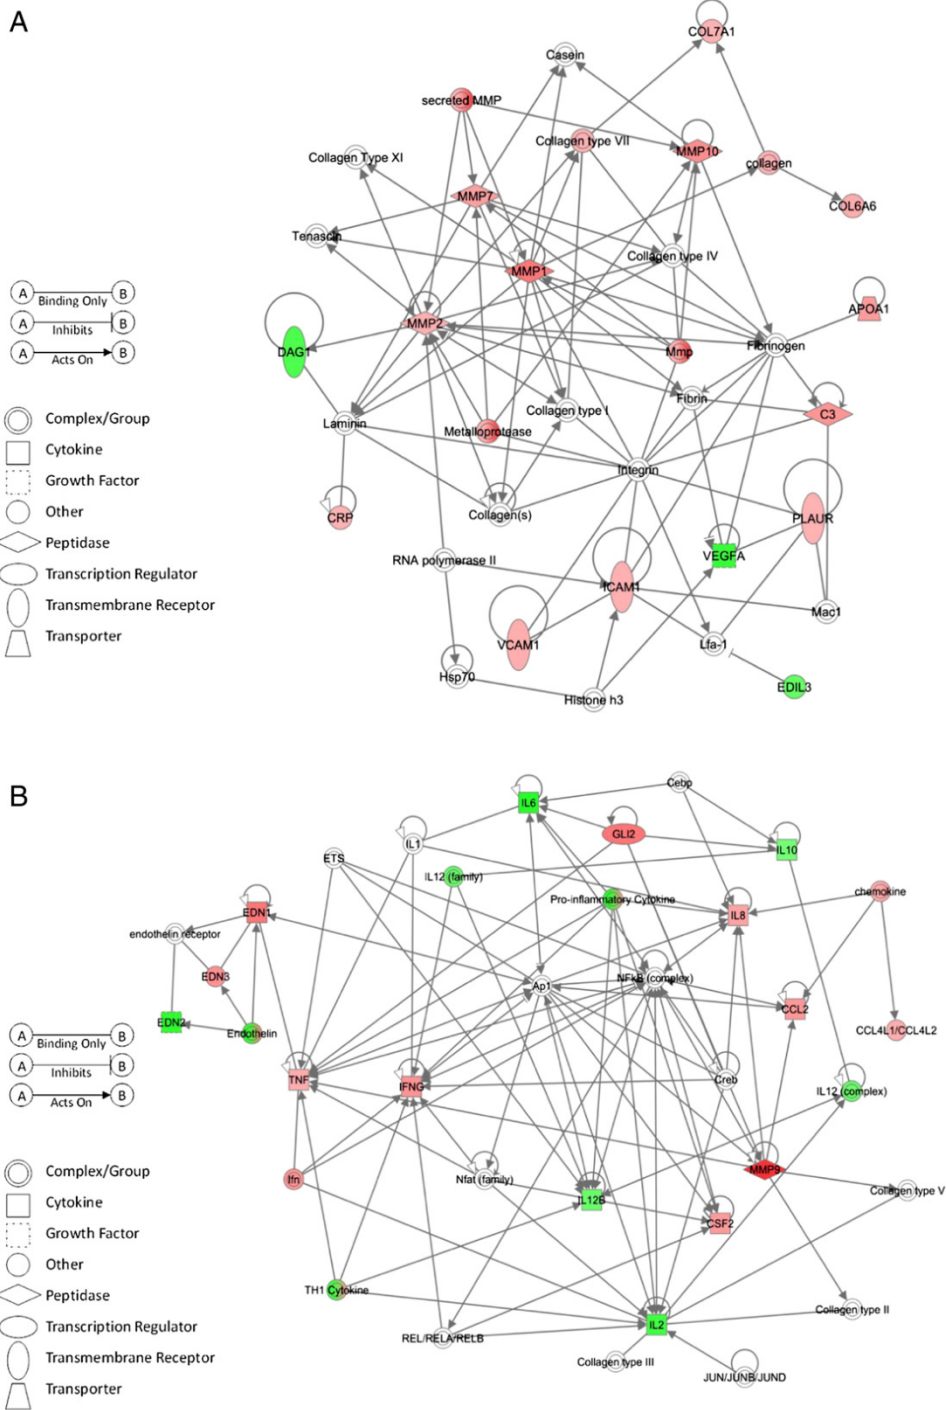 A
COL7A1
Casein
secreted MMP
Collagen type VII
MMP10
Collagen Type XI
collagen
MMP7
COL6A6
Tenascin
Collagen type IV
MMP1
A Binding Only B
A Inhibits B
A Acts On B
APOA1
MMP2
DAG1
Mmp
Fibrinogen
Fibrin
Collagen type I
C3
Laminin
Metalloprotease
Complex/Group
Cytokine
Growth Factor
Other
Peptidase
Transcription Regulator
Transmembrane Receptor
Transporter
Integrin
CRP
Collagen(s)
PLAUR
RNA polymerase II
VEGFA
ICAM1
Mac1
VCAM1
Lfa-1
Hsp70
EDIL3
Histone h3
B
Cebp
IL6
GLI2
IL1
IL10
ETS
IL12 (family)
Pro-inflammatory Cytokine
chemokine
EDN1
IL8
endothelin receptor
EDN3
NFkB (complex)
Ap1
EDN2
Endothelin
CCL2
CCL4L1/CCL4L2
A Binding Only B
A Inhibits B
A Acts On B
TNF
IFNG
Creb
IL12 (complex)
Ifn
Nfat (family)
MMP9
Collagen type V
IL12B
CSF2
Complex/Group
Cytokine
Growth Factor
Other
Peptidase
Transcription Regulator
Transmembrane Receptor
Transporter
TH1 Cytokine
Collagen type II
REL/RELA/RELB
IL2
Collagen type III
JUN/JUNB/JUND